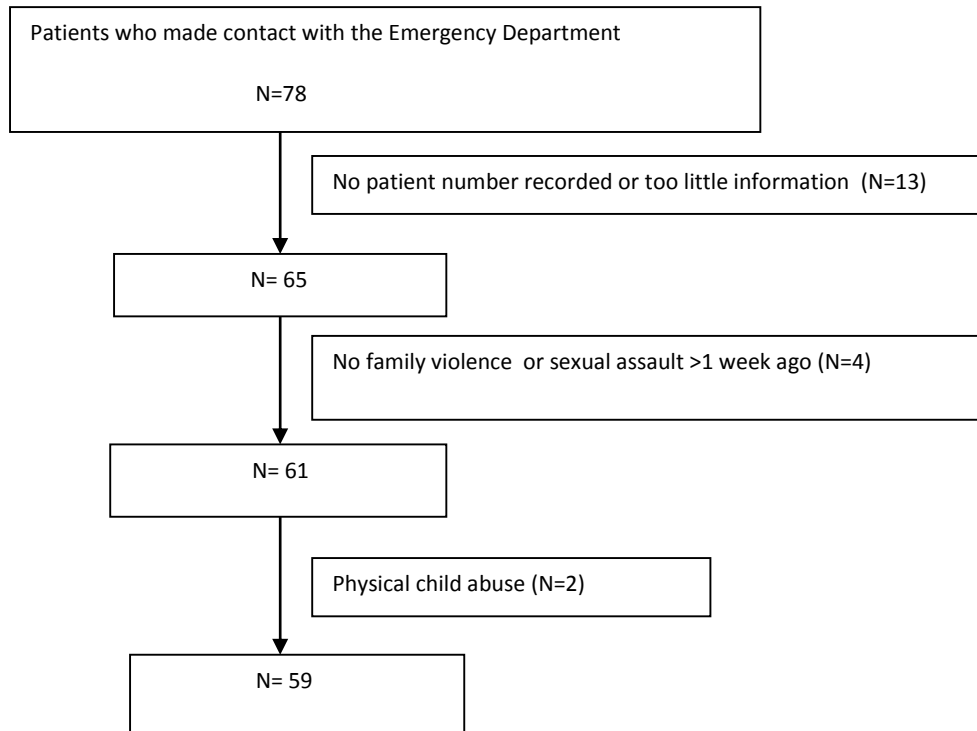 Patients who made contact with the Emergency Department
N=78
No patient number recorded or too little information (N=13)
N= 65
No family violence or sexual assault >1 week ago (N=4)
N= 61
Physical child abuse (N=2)
N= 59